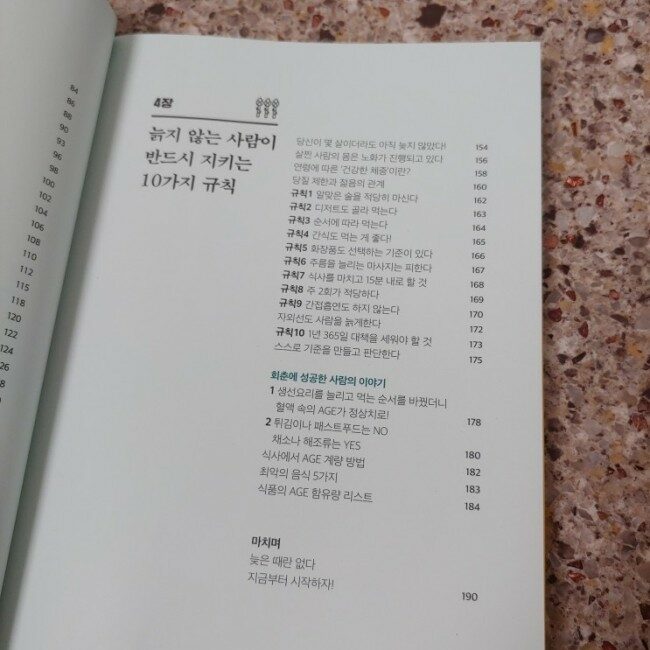 84
86
88
90
93
96
98
100
102
104
106
108
110
112
115
118
120
122
124
126
128
4장
늙지 않는 사람이
반드시 지키는
10가지 규칙
당신이 몇 살이더라도 아직 늦지 않았다! 154
살찐 사람의 몸은 노화가 진행되고 있다 156
연령에 따른 '건강한 체중'이란? 158
당질 제한과 젊음의 관계 160
규칙1 알맞은 술을 적당히 마신다 162
규칙2 디저트도 골라 먹는다 163
규칙3 순서에 따라 먹는다 164
규칙4 간식도 먹는 게 좋다! 165
규칙5 화장품도 선택하는 기준이 있다 166
규칙6 주름을 늘리는 마사지는 피한다 167
규칙7 식사를 마치고 15분 내로 할 것 168
규칙8 주 2회가 적당하다 169
규칙9 간접흡연도 하지 않는다 170
자외선도 사람을 늙게한다 172
규칙10 1년 365일 대책을 세워야 할 것 173
스스로 기준을 만들고 판단한다 175
회춘에 성공한 사람의 이야기
1 생선요리를 늘리고 먹는 순서를 바꿨더니
혈액 속의 AGE가 정상치로! 178
2 튀김이나 패스트푸드는 NO
채소나 해조류는 YES 180
식사에서 AGE 계량 방법 182
최악의 음식 5가지 183
식품의 AGE 함유량 리스트 184
마치며
늦은 때란 없다
지금부터 시작하자! 190